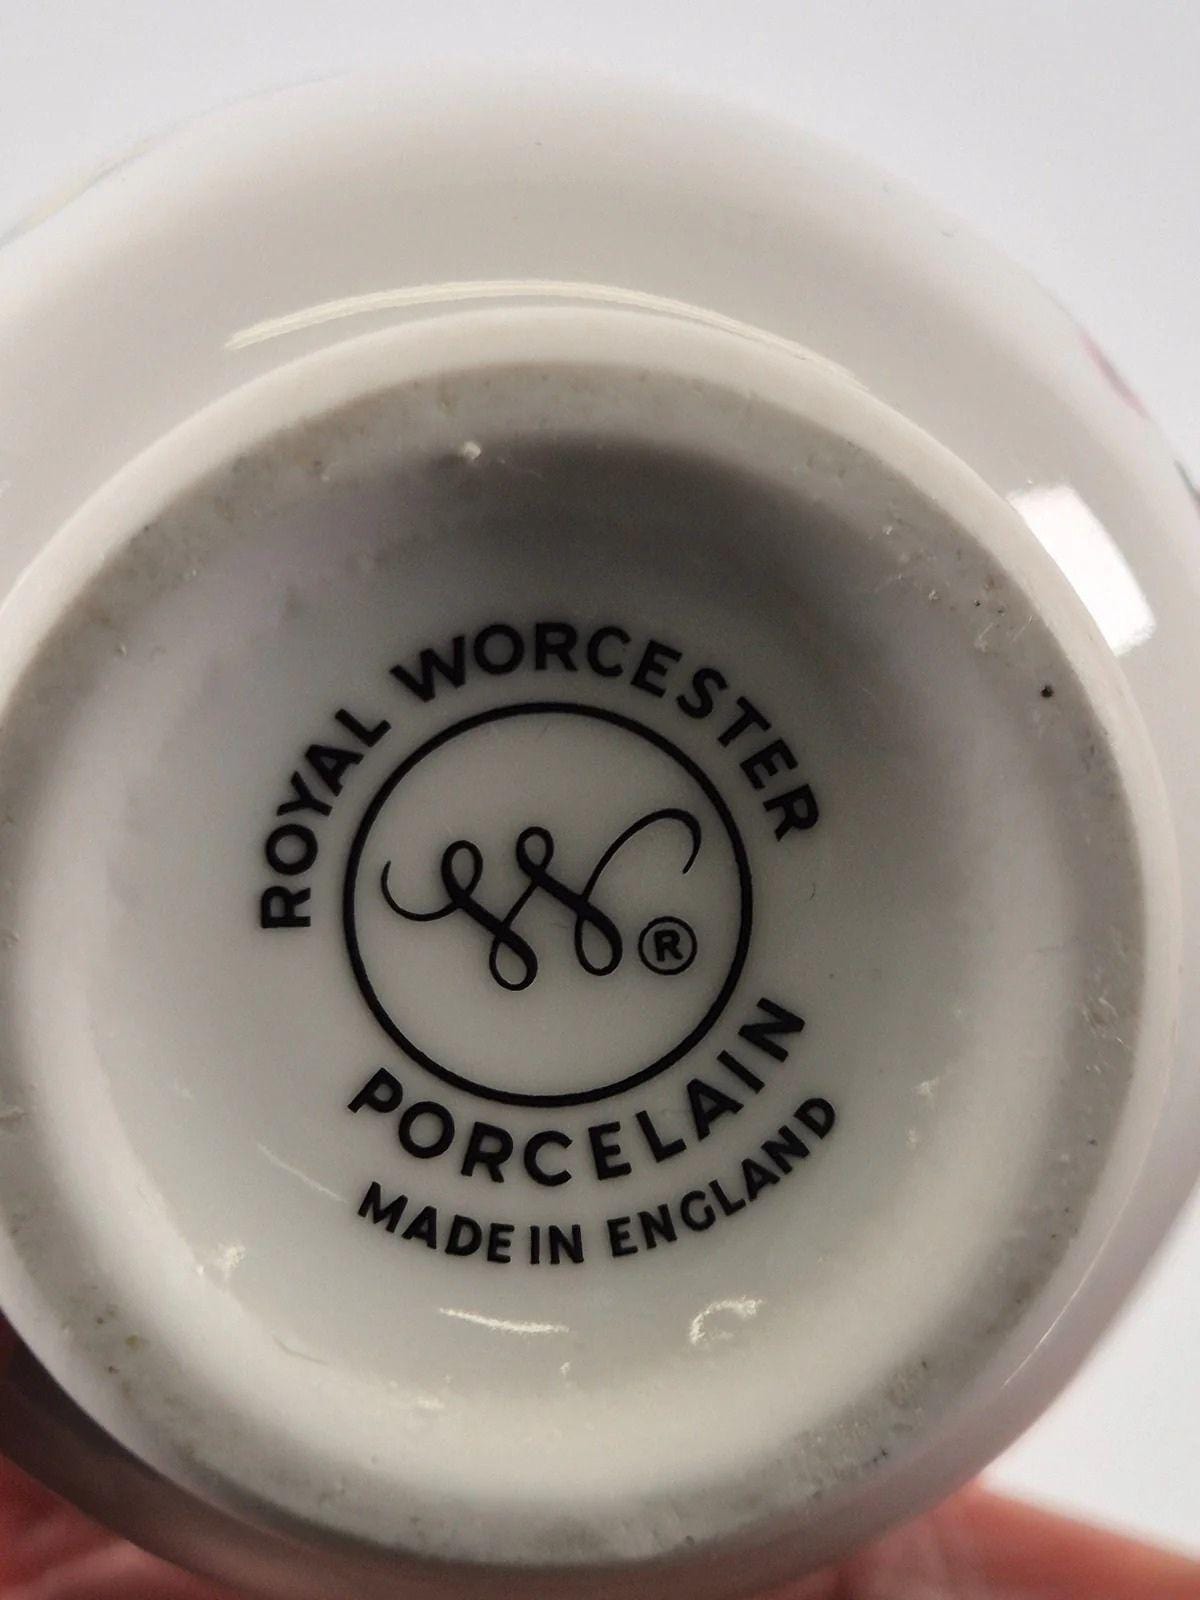 ROYAL WORCESTER
W®
PORCELAIN
MADE IN ENGLAND